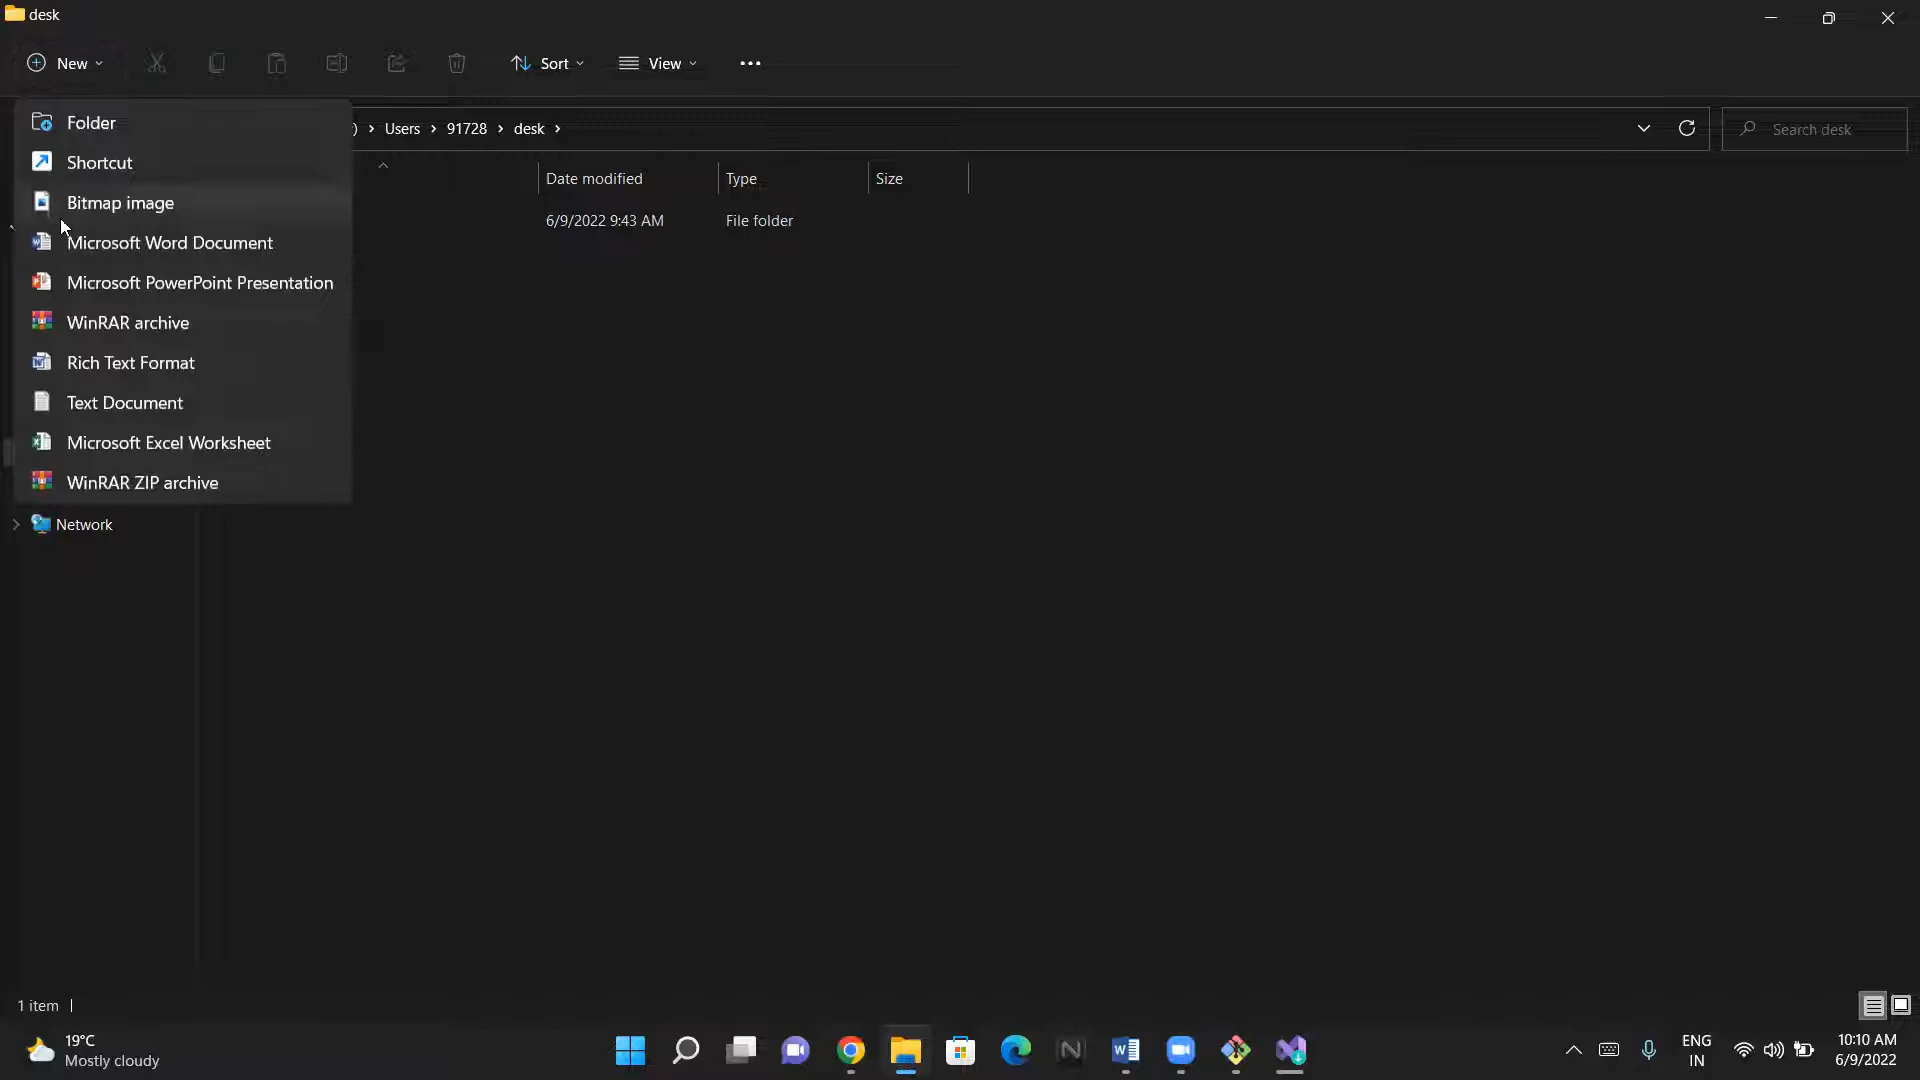 desk
New
Sort
View
Folder
) > Users > 91728 > desk >
Search desk
Shortcut
Date modified
Type
Size
Bitmap image
6/9/2022 9:43 AM
File folder
Microsoft Word Document
Microsoft PowerPoint Presentation
WinRAR archive
Rich Text Format
Text Document
Microsoft Excel Worksheet
WinRAR ZIP archive
Network
1 item
19°C
Mostly cloudy
ENG
IN
10:10 AM
6/9/2022